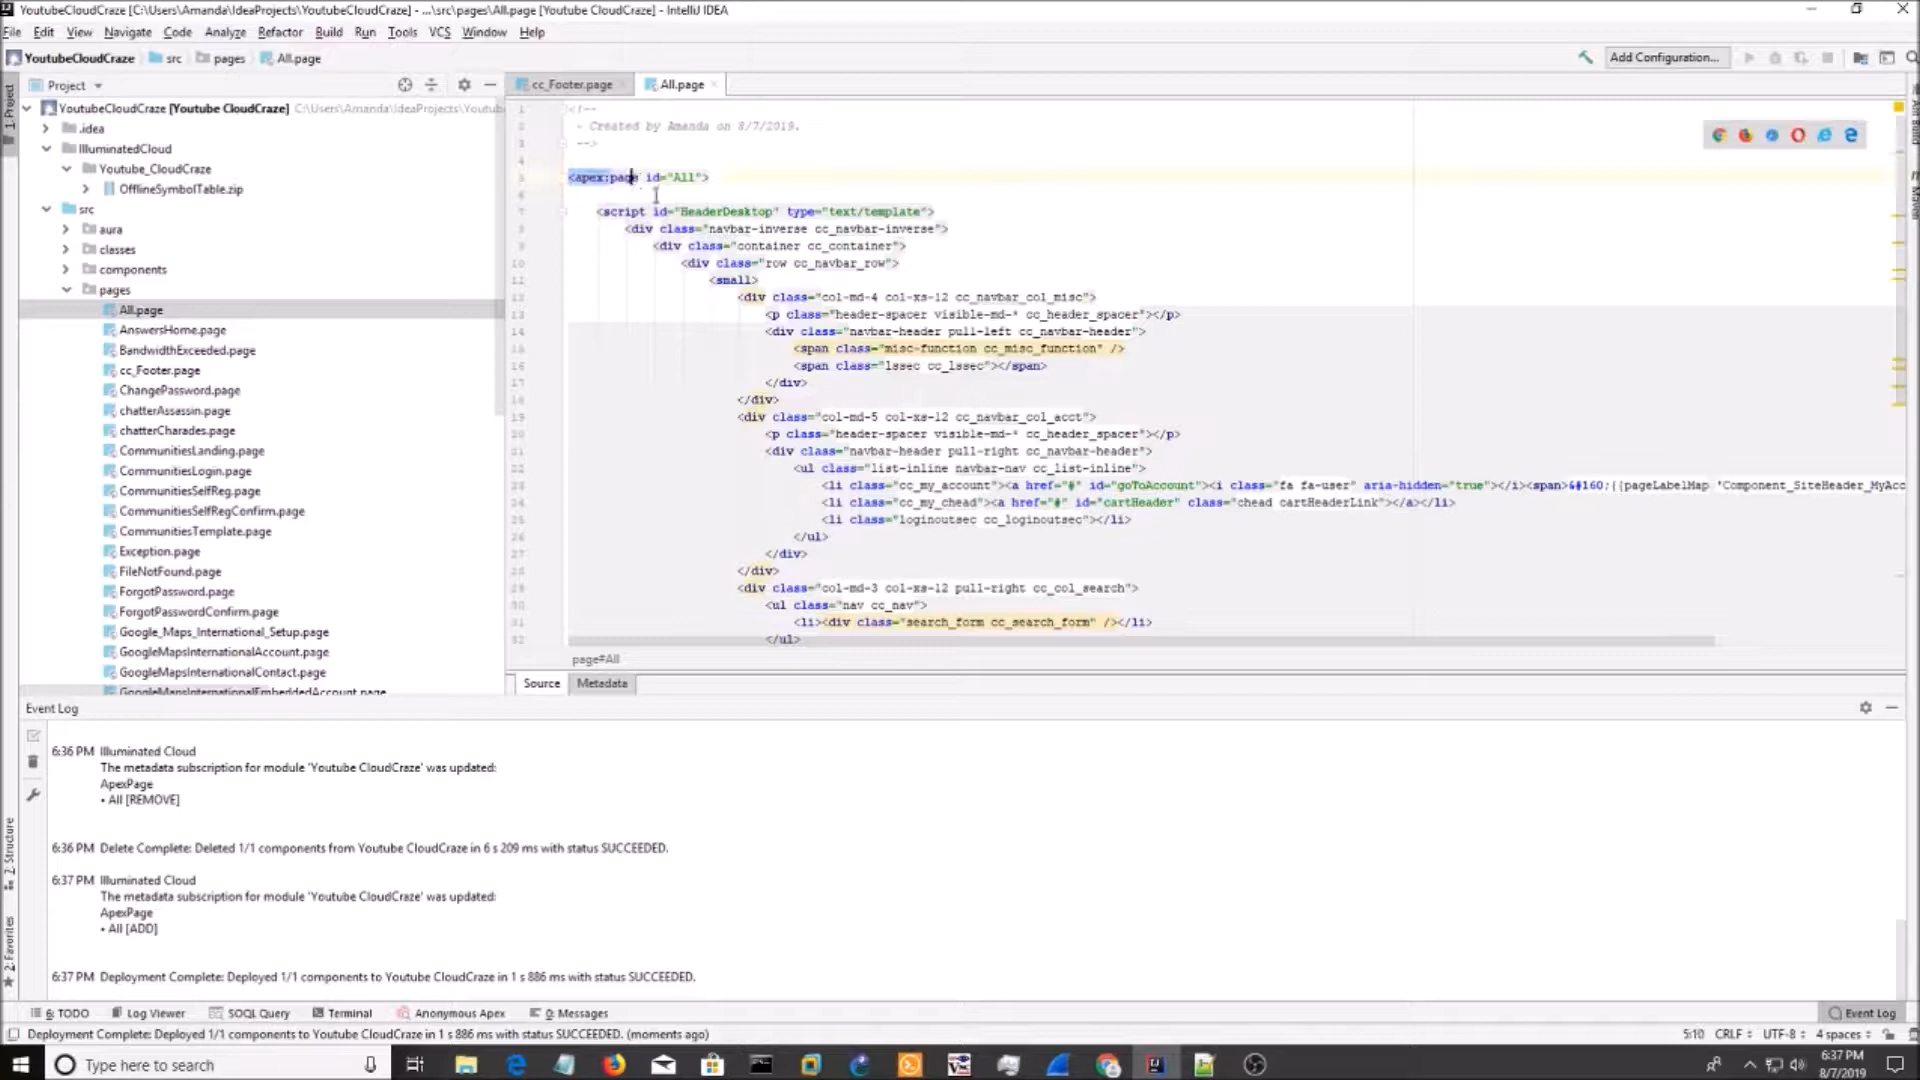 YoutubeCloudCraze [C:\Users\Amanda\IdeaProjects\YoutubeCloudCraze] - ...\src\pages\All.page [Youtube CloudCraze] - IntelliJ IDEA
File Edit View Navigate Code Analyze Refactor Build Run Tools VCS Window Help
YoutubeCloudCraze src pages All.page Add Configuration...
Project cc_Footer.page All.page
1: Project
YoutubeCloudCraze [Youtube CloudCraze] C:\Users\Amanda\IdeaProjects\Youtub
.idea
IlluminatedCloud
Youtube_CloudCraze
OfflineSymbolTable.zip
src
aura
classes
components
pages
All.page
AnswersHome.page
BandwidthExceeded.page
cc_Footer.page
ChangePassword.page
chatterAssassin.page
chatterCharades.page
CommunitiesLanding.page
CommunitiesLogin.page
CommunitiesSelfReg.page
CommunitiesSelfRegConfirm.page
CommunitiesTemplate.page
Exception.page
FileNotFound.page
ForgotPassword.page
ForgotPasswordConfirm.page
Google_Maps_International_Setup.page
GoogleMapsInternationalAccount.page
GoogleMapsInternationalContact.page
GoogleMapsInternationalEmbeddedAccount.page
<!--
- Created by Amanda on 8/7/2019.
-->
<apex:page id="All">
<script id="HeaderDesktop" type="text/template">
<div class="navbar-inverse cc_navbar-inverse">
<div class="container cc_container">
<div class="row cc_navbar_row">
<small>
<div class="col-md-4 col-xs-12 cc_navbar_col_misc">
<p class="header-spacer visible-md-* cc_header_spacer"></p>
<div class="navbar-header pull-left cc_navbar-header">
<span class="misc-function cc_misc_function" />
<span class="lssec cc_lssec"></span>
</div>
</div>
<div class="col-md-5 col-xs-12 cc_navbar_col_acct">
<p class="header-spacer visible-md-* cc_header_spacer"></p>
<div class="navbar-header pull-right cc_navbar-header">
<ul class="list-inline navbar-nav cc_list-inline">
<li class="cc_my_account"><a href="#" id="goToAccount"><i class="fa fa-user" aria-hidden="true"></i><span>&#160;{{pageLabelMap 'Component_SiteHeader_MyAcc
<li class="cc_my_chead"><a href="#" id="cartHeader" class="chead cartHeaderLink"></a></li>
<li class="loginoutsec cc_loginoutsec"></li>
</ul>
</div>
</div>
<div class="col-md-3 col-xs-12 pull-right cc_col_search">
<ul class="nav cc_nav">
<li><div class="search_form cc_search_form" /></li>
</ul>
page#All
Source Metadata
Event Log
6:36 PM Illuminated Cloud
The metadata subscription for module 'Youtube CloudCraze' was updated:
ApexPage
• All [REMOVE]
6:36 PM Delete Complete: Deleted 1/1 components from Youtube CloudCraze in 6 s 209 ms with status SUCCEEDED.
6:37 PM Illuminated Cloud
The metadata subscription for module 'Youtube CloudCraze' was updated:
ApexPage
• All [ADD]
6:37 PM Deployment Complete: Deployed 1/1 components to Youtube CloudCraze in 1 s 886 ms with status SUCCEEDED.
Z: Structure
2: Favorites
6: TODO Log Viewer SOQL Query Terminal Anonymous Apex 0: Messages Event Log
Deployment Complete: Deployed 1/1 components to Youtube CloudCraze in 1 s 886 ms with status SUCCEEDED. (moments ago) 5:10 CRLF UTF-8 4 spaces
Type here to search
6:37 PM
8/7/2019